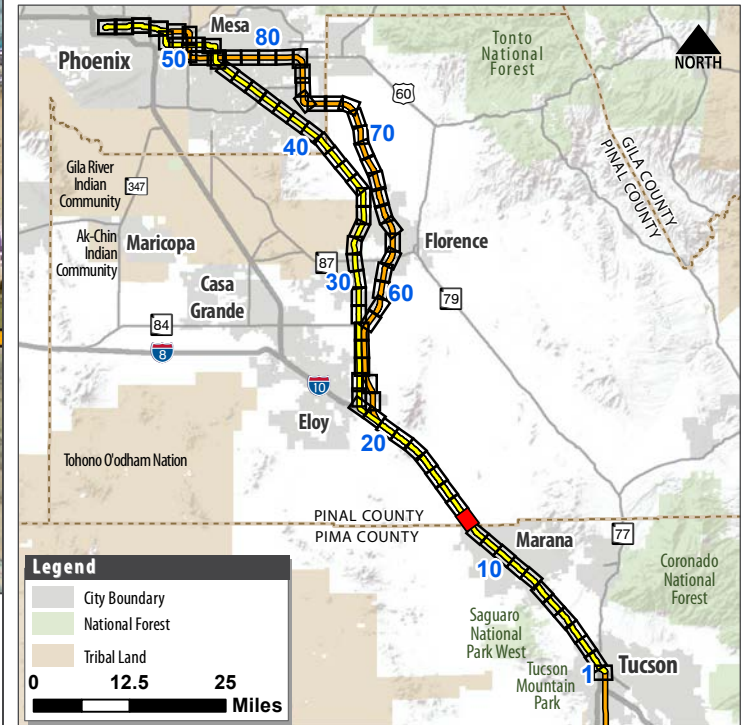 Mesa
80
Tonto
National
Forest
NORTH
Phoenix
50
60
70
40
GILA COUNTY
PINAL COUNTY
Gila River
Indian
Community
347
Ak-Chin
Indian
Community
Maricopa
87
Florence
30
60
Casa
Grande
79
84
8
10
Eloy
20
Tohono O'odham Nation
PINAL COUNTY
PIMA COUNTY
Marana
77
10
Coronado
National
Forest
Saguaro
National
Park West
Tucson
Mountain
Park
1
Tucson
Legend
City Boundary
National Forest
Tribal Land
0 12.5 25
Miles